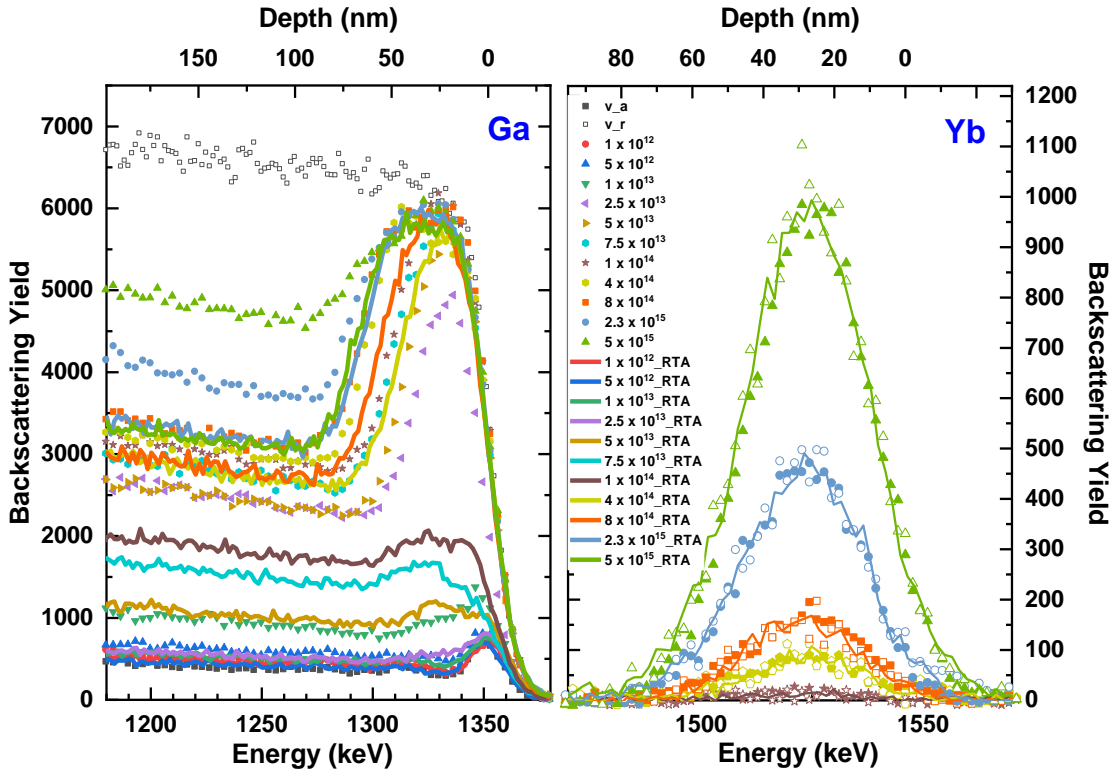 Depth (nm)
150 100 50 0
Depth (nm)
80 60 40 20 0
7000
6000
5000
4000
3000
2000
1000
0
Backscattering Yield
Ga
1200 1250 1300 1350
Energy (keV)
Yb
v_a
v_r
1 x 10¹²
5 x 10¹²
1 x 10¹³
2.5 x 10¹³
5 x 10¹³
7.5 x 10¹³
1 x 10¹⁴
4 x 10¹⁴
8 x 10¹⁴
2.3 x 10¹⁵
5 x 10¹⁵
1 x 10¹²_RTA
5 x 10¹²_RTA
1 x 10¹³_RTA
2.5 x 10¹³_RTA
5 x 10¹³_RTA
7.5 x 10¹³_RTA
1 x 10¹⁴_RTA
4 x 10¹⁴_RTA
8 x 10¹⁴_RTA
2.3 x 10¹⁵_RTA
5 x 10¹⁵_RTA
1200
1100
1000
900
800
700
600
500
400
300
200
100
0
Backscattering Yield
1500 1550
Energy (keV)